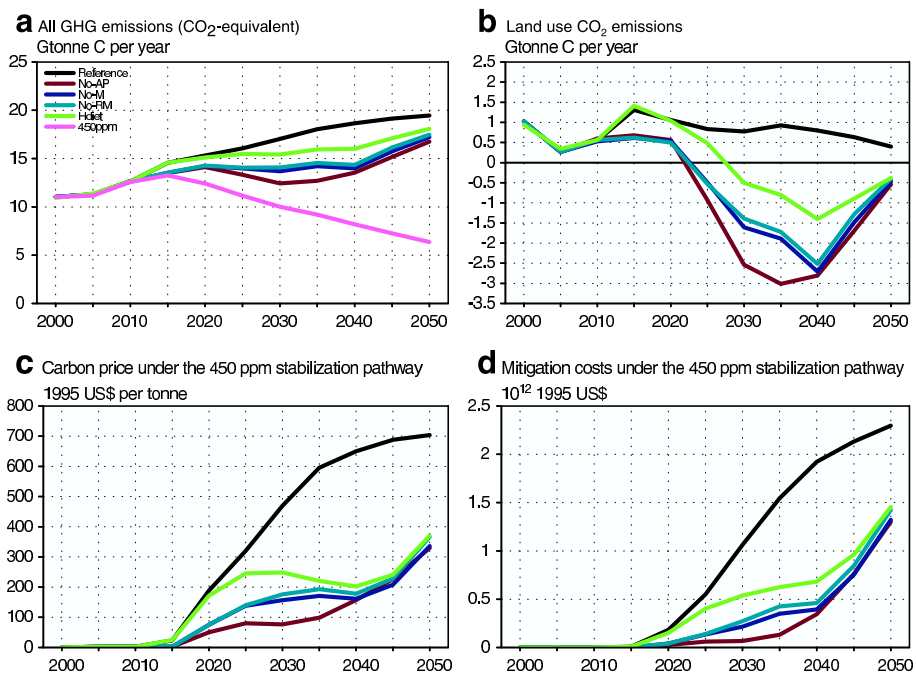 a All GHG emissions (CO2-equivalent)
Gtonne C per year
25
20
15
10
5
0
Reference
No-AP
No-M
No-RM
Hdiet
450ppm
2000 2010 2020 2030 2040 2050
b Land use CO2 emissions
Gtonne C per year
2.5
2
1.5
1
0.5
0
-0.5
-1
-1.5
-2
-2.5
-3
-3.5
2000 2010 2020 2030 2040 2050
c Carbon price under the 450 ppm stabilization pathway
1995 US$ per tonne
800
700
600
500
400
300
200
100
0
2000 2010 2020 2030 2040 2050
d Mitigation costs under the 450 ppm stabilization pathway
1012 1995 US$
2.5
2
1.5
1
0.5
0
2000 2010 2020 2030 2040 2050